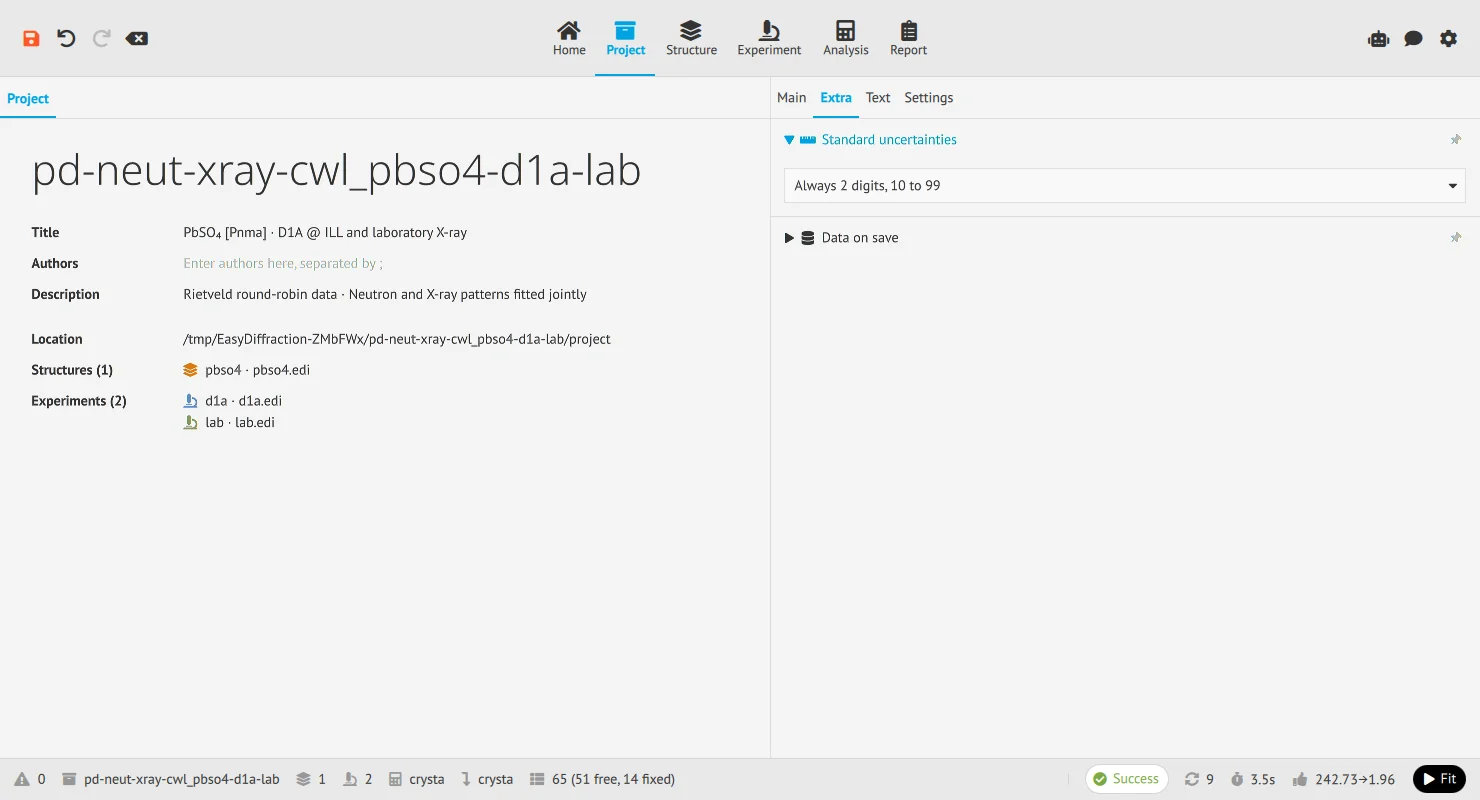 Home Project Structure Experiment Analysis Report
Project
Main Extra Text Settings
pd-neut-xray-cwl_pbso4-d1a-lab
Title PbSO₄ [Pnma] · D1A @ ILL and laboratory X-ray
Authors Enter authors here, separated by ;
Description Rietveld round-robin data · Neutron and X-ray patterns fitted jointly
Location /tmp/EasyDiffraction-ZMbFWx/pd-neut-xray-cwl_pbso4-d1a-lab/project
Structures (1) pbso4 · pbso4.edi
Experiments (2) d1a · d1a.edi
lab · lab.edi
Standard uncertainties
Always 2 digits, 10 to 99
Data on save
0 pd-neut-xray-cwl_pbso4-d1a-lab 1 2 crysta crysta 65 (51 free, 14 fixed) Success 9 3.5s 242.73→1.96 Fit